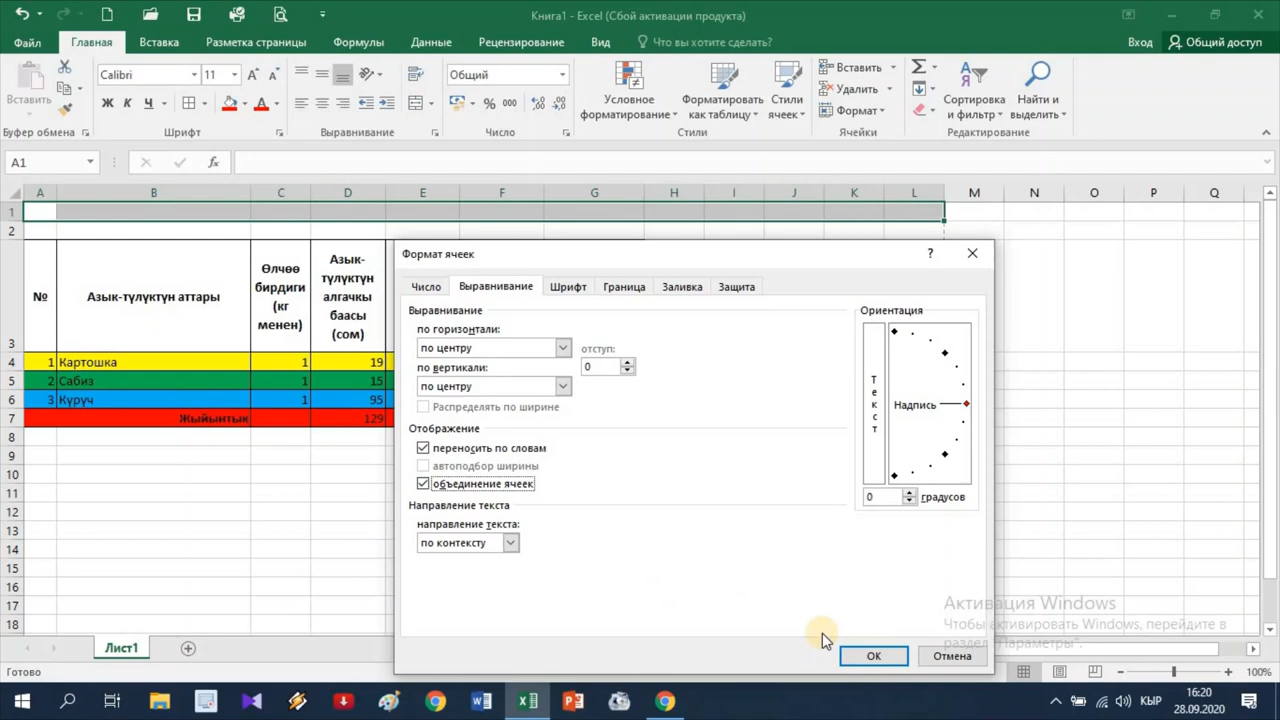 Книга1 - Excel (Сбой активации продукта)
Файл Главная Вставка Разметка страницы Формулы Данные Рецензирование Вид Что вы хотите сделать? Вход Общий доступ
Вставить
Буфер обмена
Calibri 11
Ж К Ч
Шрифт
Выравнивание
Общий
% 000
Число
Условное форматирование
Форматировать как таблицу
Стили ячеек
Стили
Вставить
Удалить
Формат
Ячейки
Сортировка и фильтр
Найти и выделить
Редактирование
A1 fx
A B C D E F G H I J K L M N O P Q
1
2
3
№
Азык-түлүктүн аттары
Өлчөө бирдиги (кг менен)
Азык-түлүктүн алгачкы баасы (сом)
4 1 Картошка 1 19
5 2 Сабиз 1 15
6 3 Күрүч 1 95
7 Жыйынтык 129
8
9
10
11
12
13
14
15
16
17
18
Формат ячеек ?
Число Выравнивание Шрифт Граница Заливка Защита
Выравнивание
по горизонтали:
по центру
отступ:
0
по вертикали:
по центру
Распределять по ширине
Отображение
переносить по словам
автоподбор ширины
объединение ячеек
Направление текста
направление текста:
по контексту
Ориентация
Текст
Надпись
0 градусов
ОК Отмена
Активация Windows
Чтобы активировать Windows, перейдите в
раздел "Параметры".
Лист1
Готово 100%
КЫР 16:20
28.09.2020